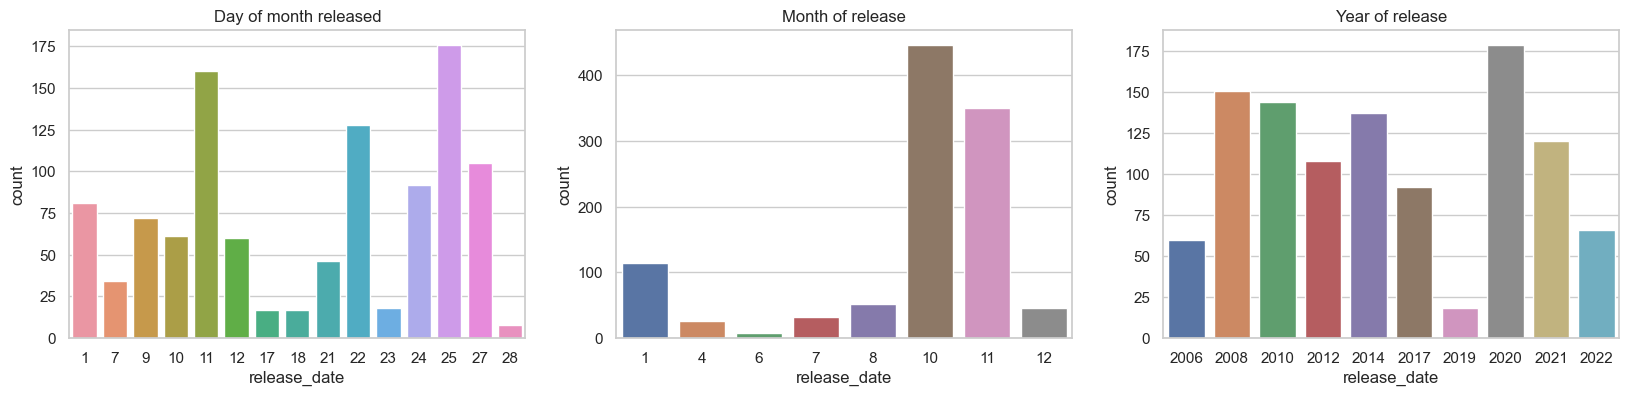 Day of month released
175
150
125
100
75
50
25
0
count
1 7 9 10 11 12 17 18 21 22 23 24 25 27 28
release_date
Month of release
400
300
200
100
0
count
1 4 6 7 8 10 11 12
release_date
Year of release
175
150
125
100
75
50
25
0
count
2006 2008 2010 2012 2014 2017 2019 2020 2021 2022
release_date